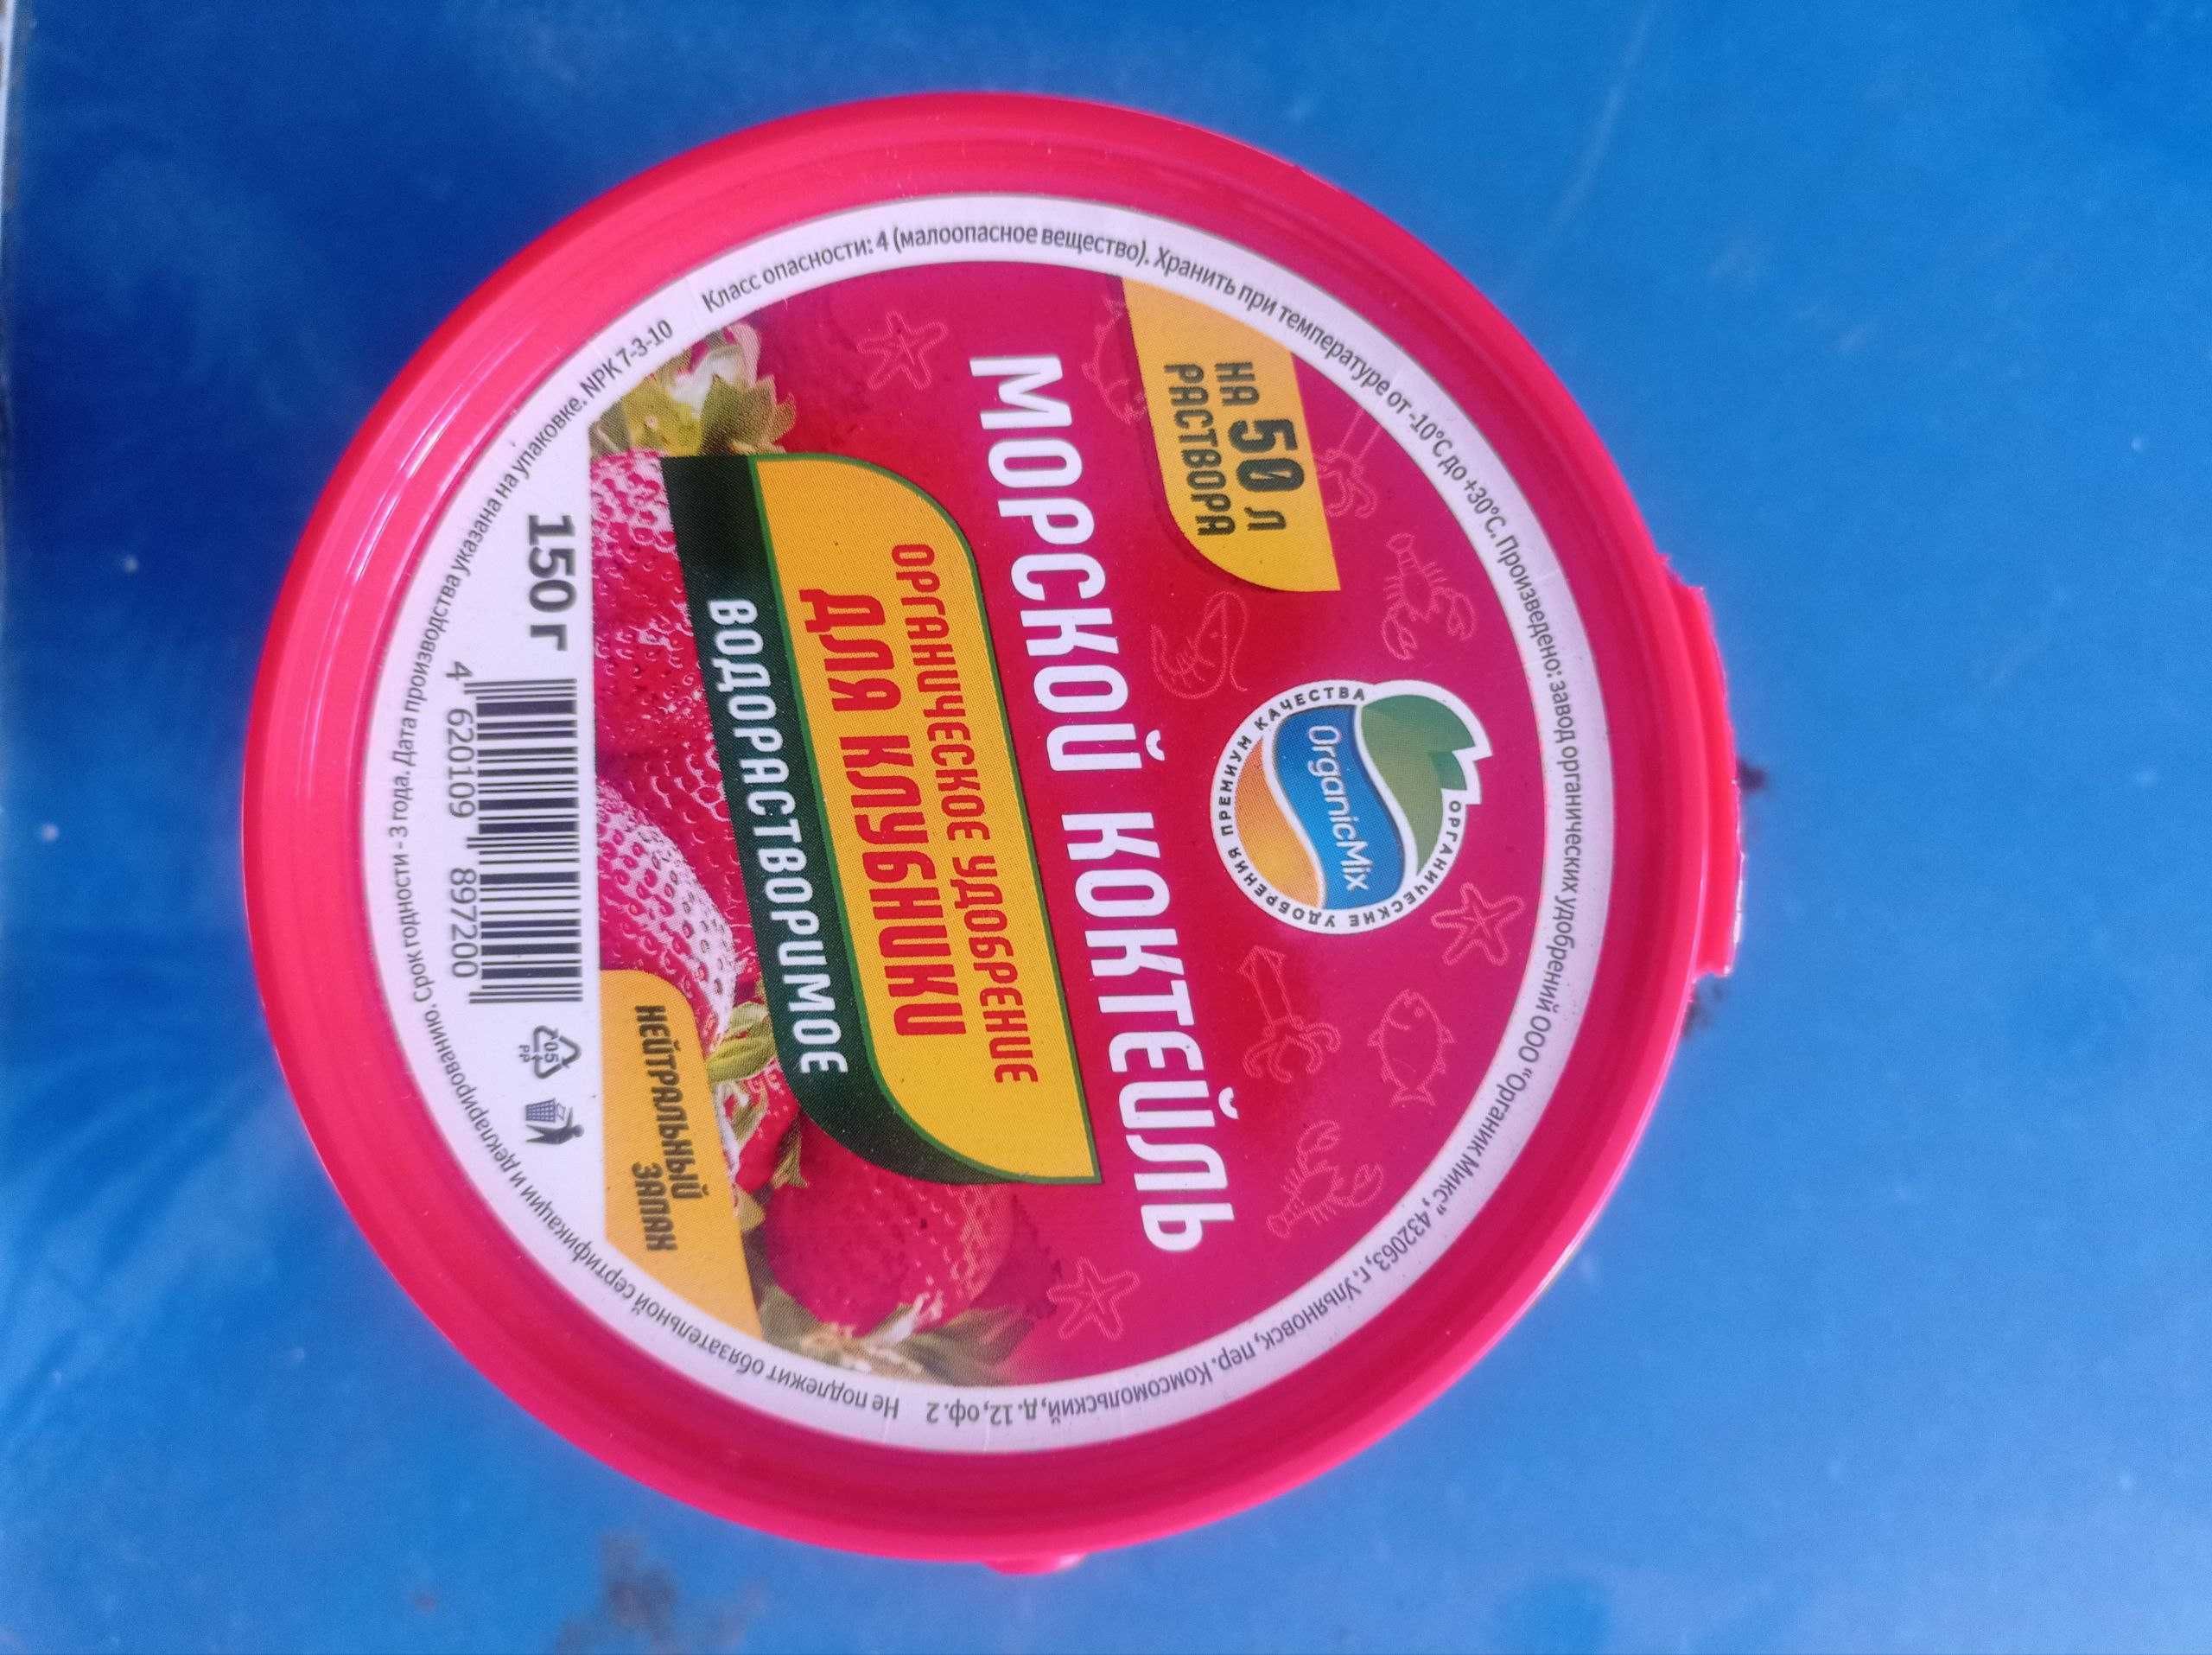 OrganicMix
ОРГАНИЧЕСКИЕ УДОБРЕНИЯ ПРЕМИУМ КАЧЕСТВА
НА 50 Л
РАСТВОРА
МОРСКОЙ КОКТЕЙЛЬ
ОРГАНИЧЕСКОЕ УДОБРЕНИЕ
ДЛЯ КЛУБНИКИ
ВОДОРАСТВОРИМОЕ
НЕЙТРАЛЬНЫЙ
ЗАПАХ
150 г
4 620109 897200
05
PP
Класс опасности: 4 (малоопасное вещество). Хранить при температуре от -10°С до +30°С. Произведено: завод органических удобрений ООО "Органик Микс", 432063, г. Ульяновск, пер. Комсомольский, д. 12, оф. 2
Не подлежит обязательной сертификации и декларированию. Срок годности - 3 года. Дата производства указана на упаковке. NPK 7-3-10